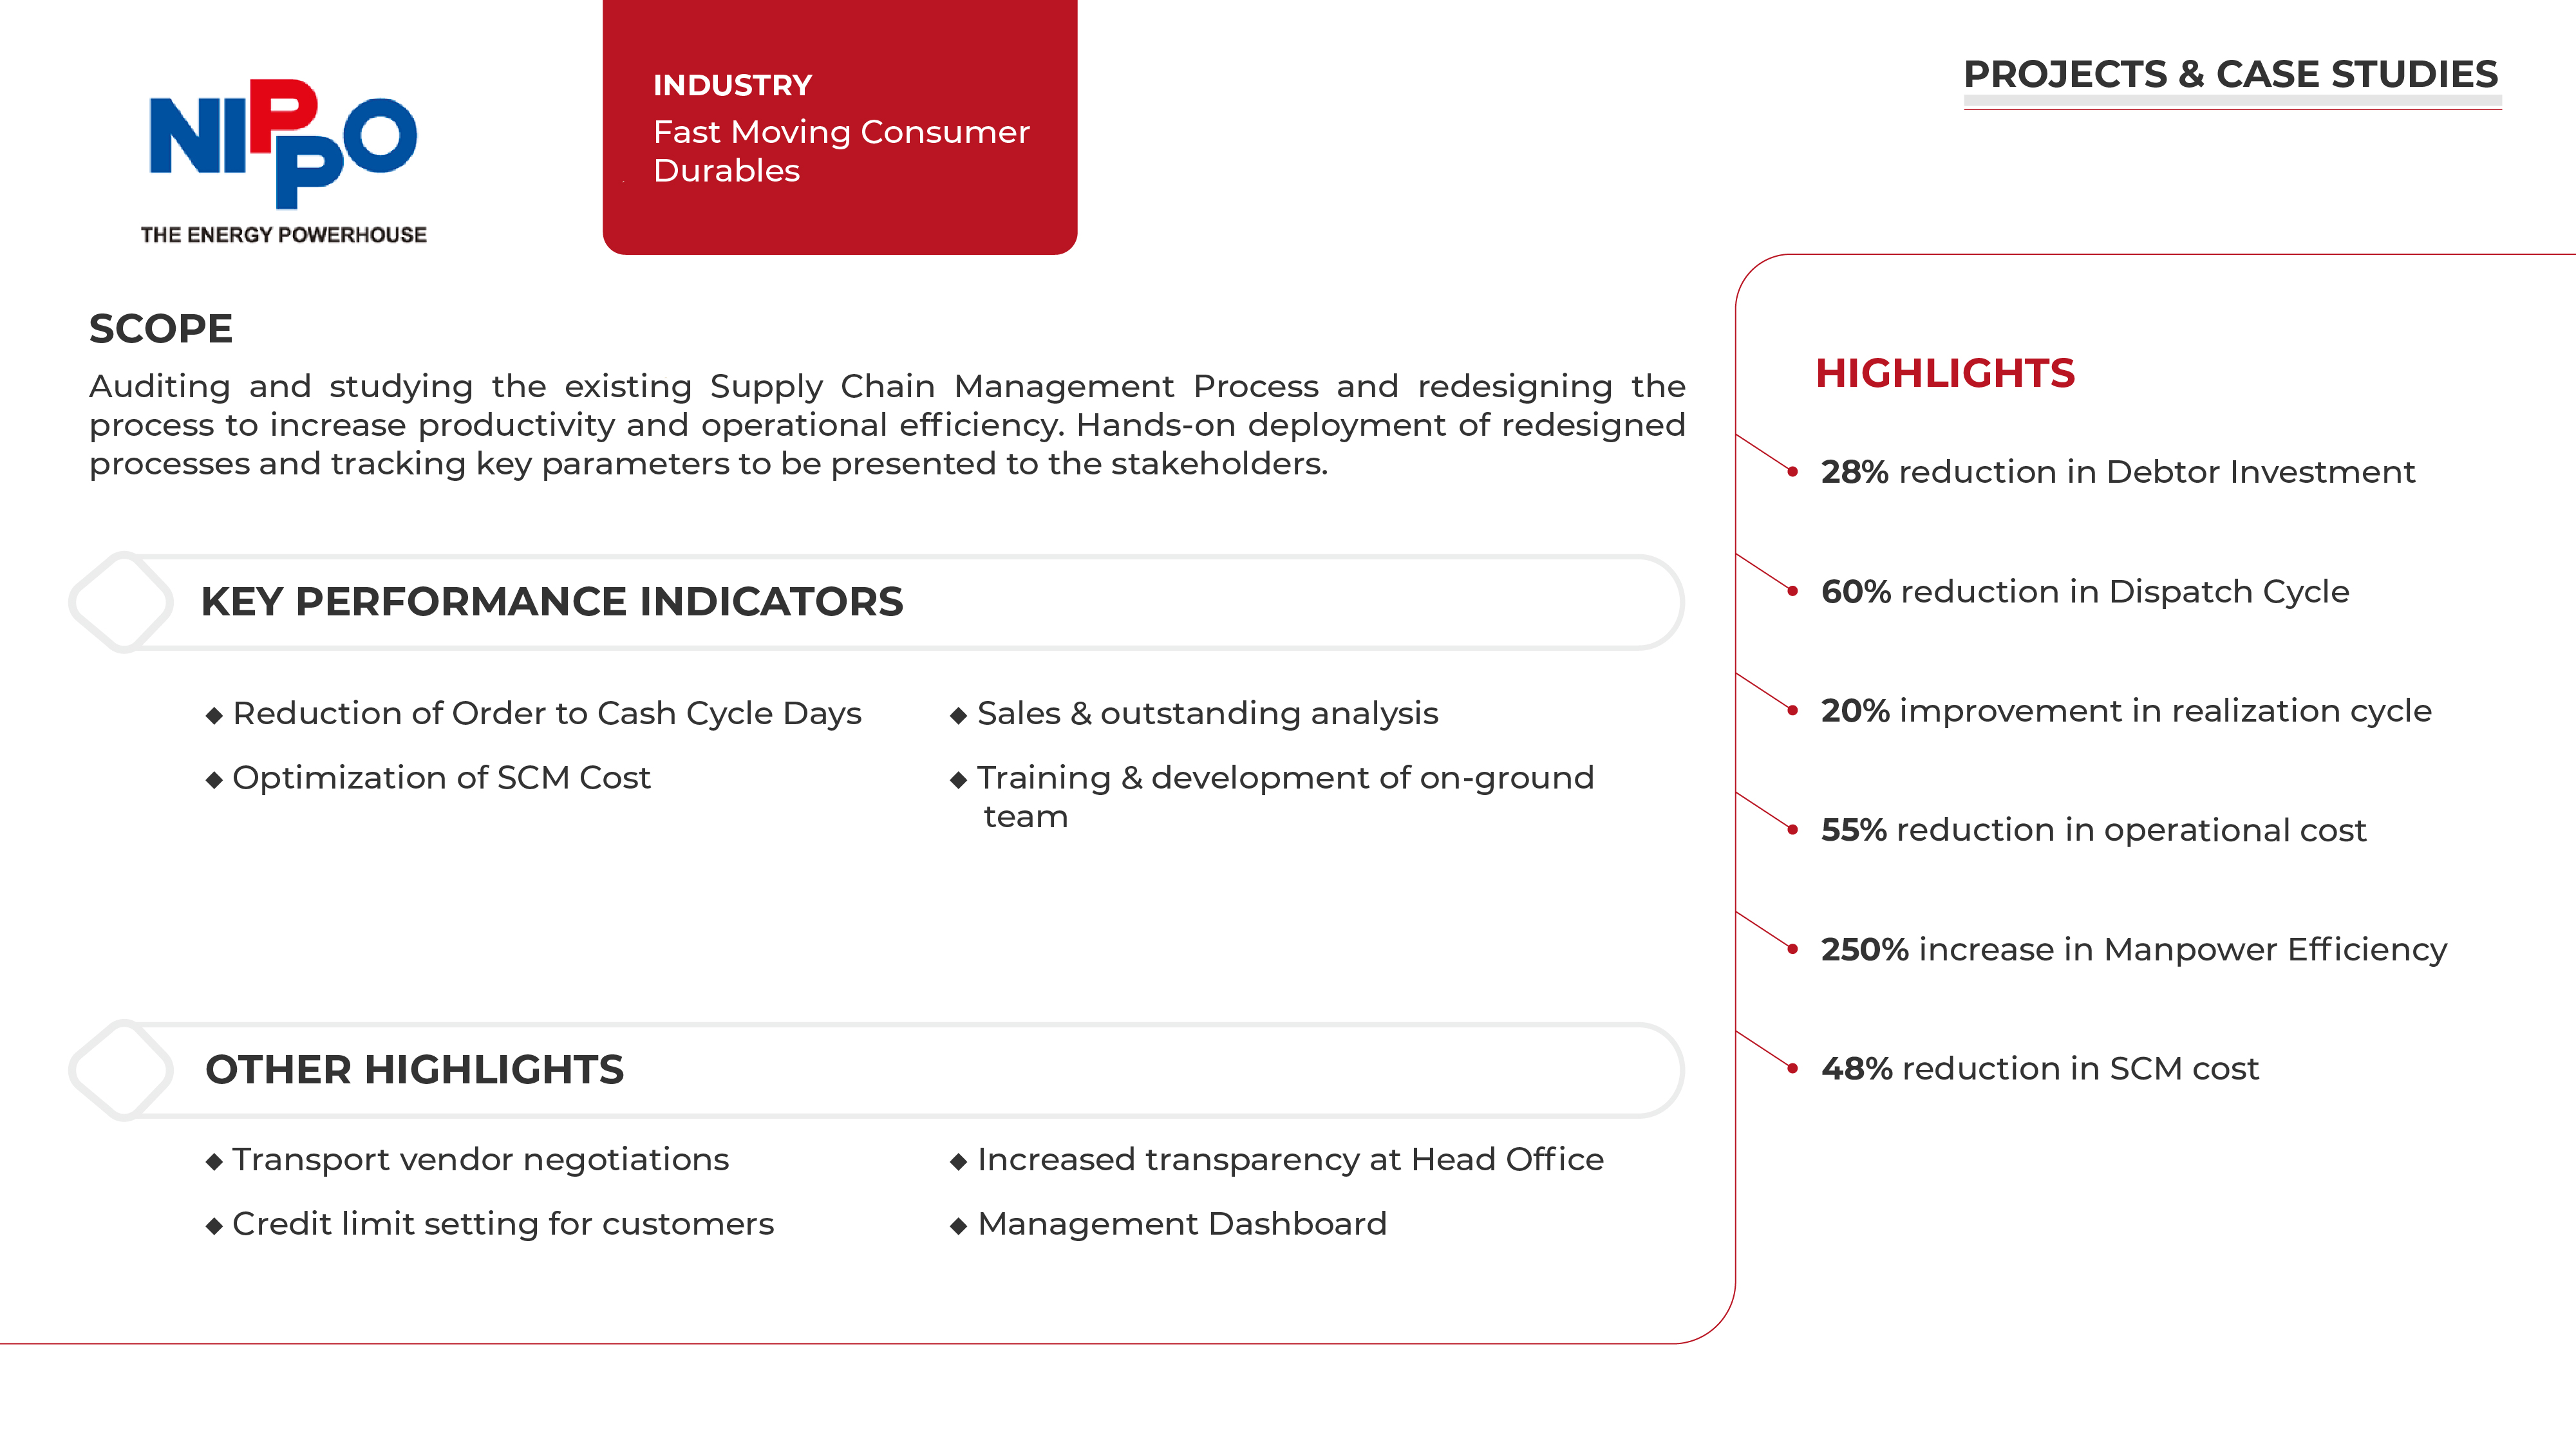 NIPPO
THE ENERGY POWERHOUSE
INDUSTRY
Fast Moving Consumer
Durables
PROJECTS & CASE STUDIES
SCOPE
Auditing and studying the existing Supply Chain Management Process and redesigning the
process to increase productivity and operational efficiency. Hands-on deployment of redesigned
processes and tracking key parameters to be presented to the stakeholders.
KEY PERFORMANCE INDICATORS
◆ Reduction of Order to Cash Cycle Days
◆ Optimization of SCM Cost
◆ Sales & outstanding analysis
◆ Training & development of on-ground
team
OTHER HIGHLIGHTS
◆ Transport vendor negotiations
◆ Credit limit setting for customers
◆ Increased transparency at Head Office
◆ Management Dashboard
HIGHLIGHTS
28% reduction in Debtor Investment
60% reduction in Dispatch Cycle
20% improvement in realization cycle
55% reduction in operational cost
250% increase in Manpower Efficiency
48% reduction in SCM cost